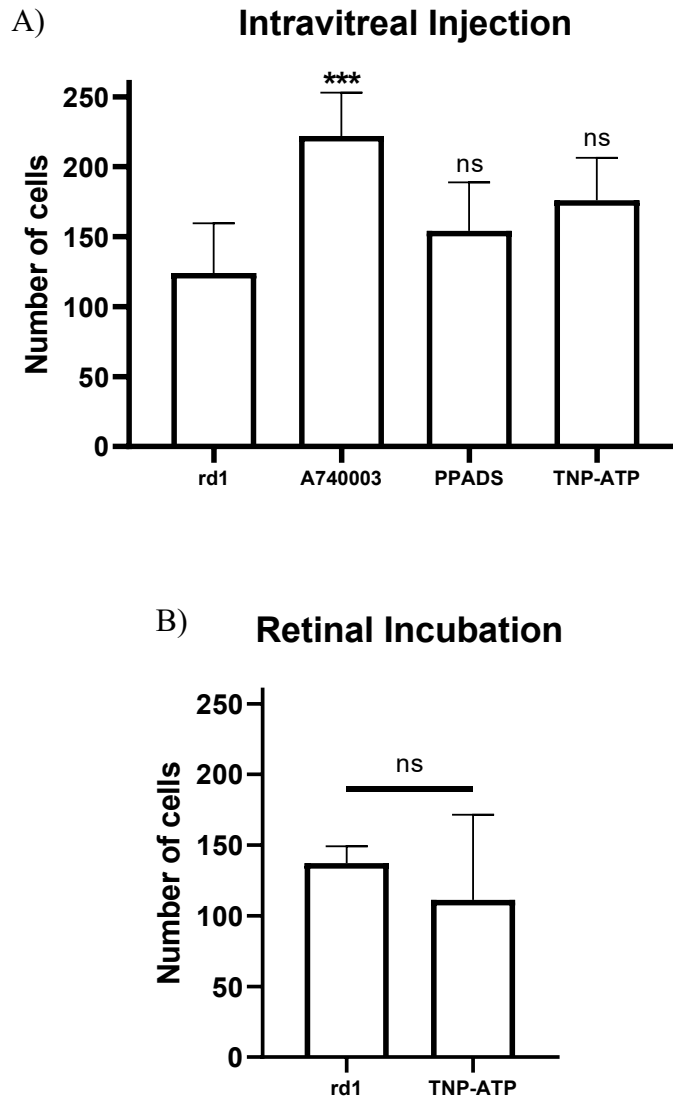 A) Intravitreal Injection
***
ns
ns
250
200
150
100
50
0
Number of cells
rd1 A740003 PPADS TNP-ATP
B) Retinal Incubation
ns
250
200
150
100
50
0
Number of cells
rd1 TNP-ATP